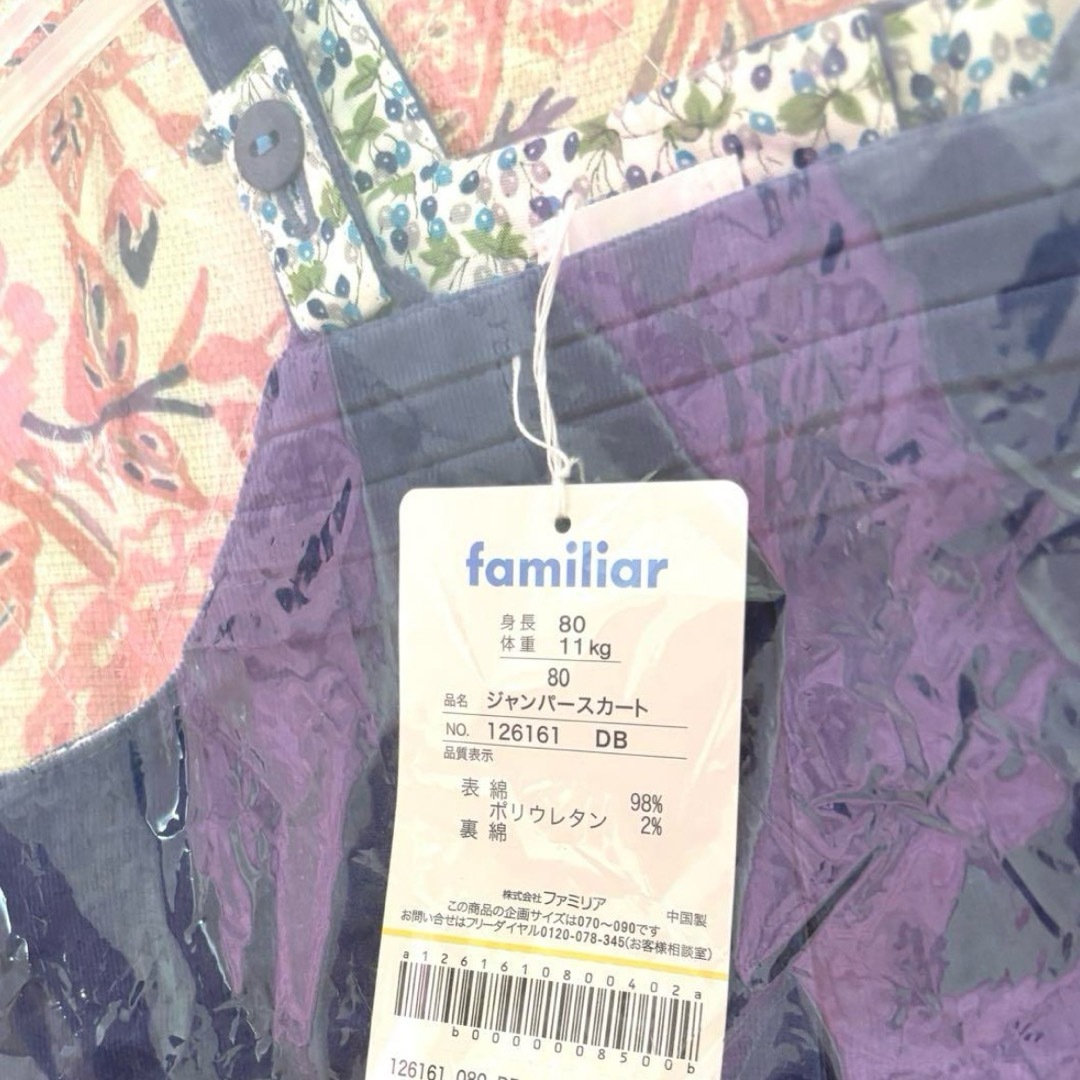 familiar
身長 80
体重 11kg
80
品名 ジャンパースカート
NO. 126161 DB
品質表示
表 綿 98%
ポリウレタン 2%
裏 綿
株式会社ファミリア 中国製
この商品の企画サイズは070〜090です
お問い合せはフリーダイヤル0120-078-345(お客様相談室)
a1261610800402a
b0000008500b
126161 080